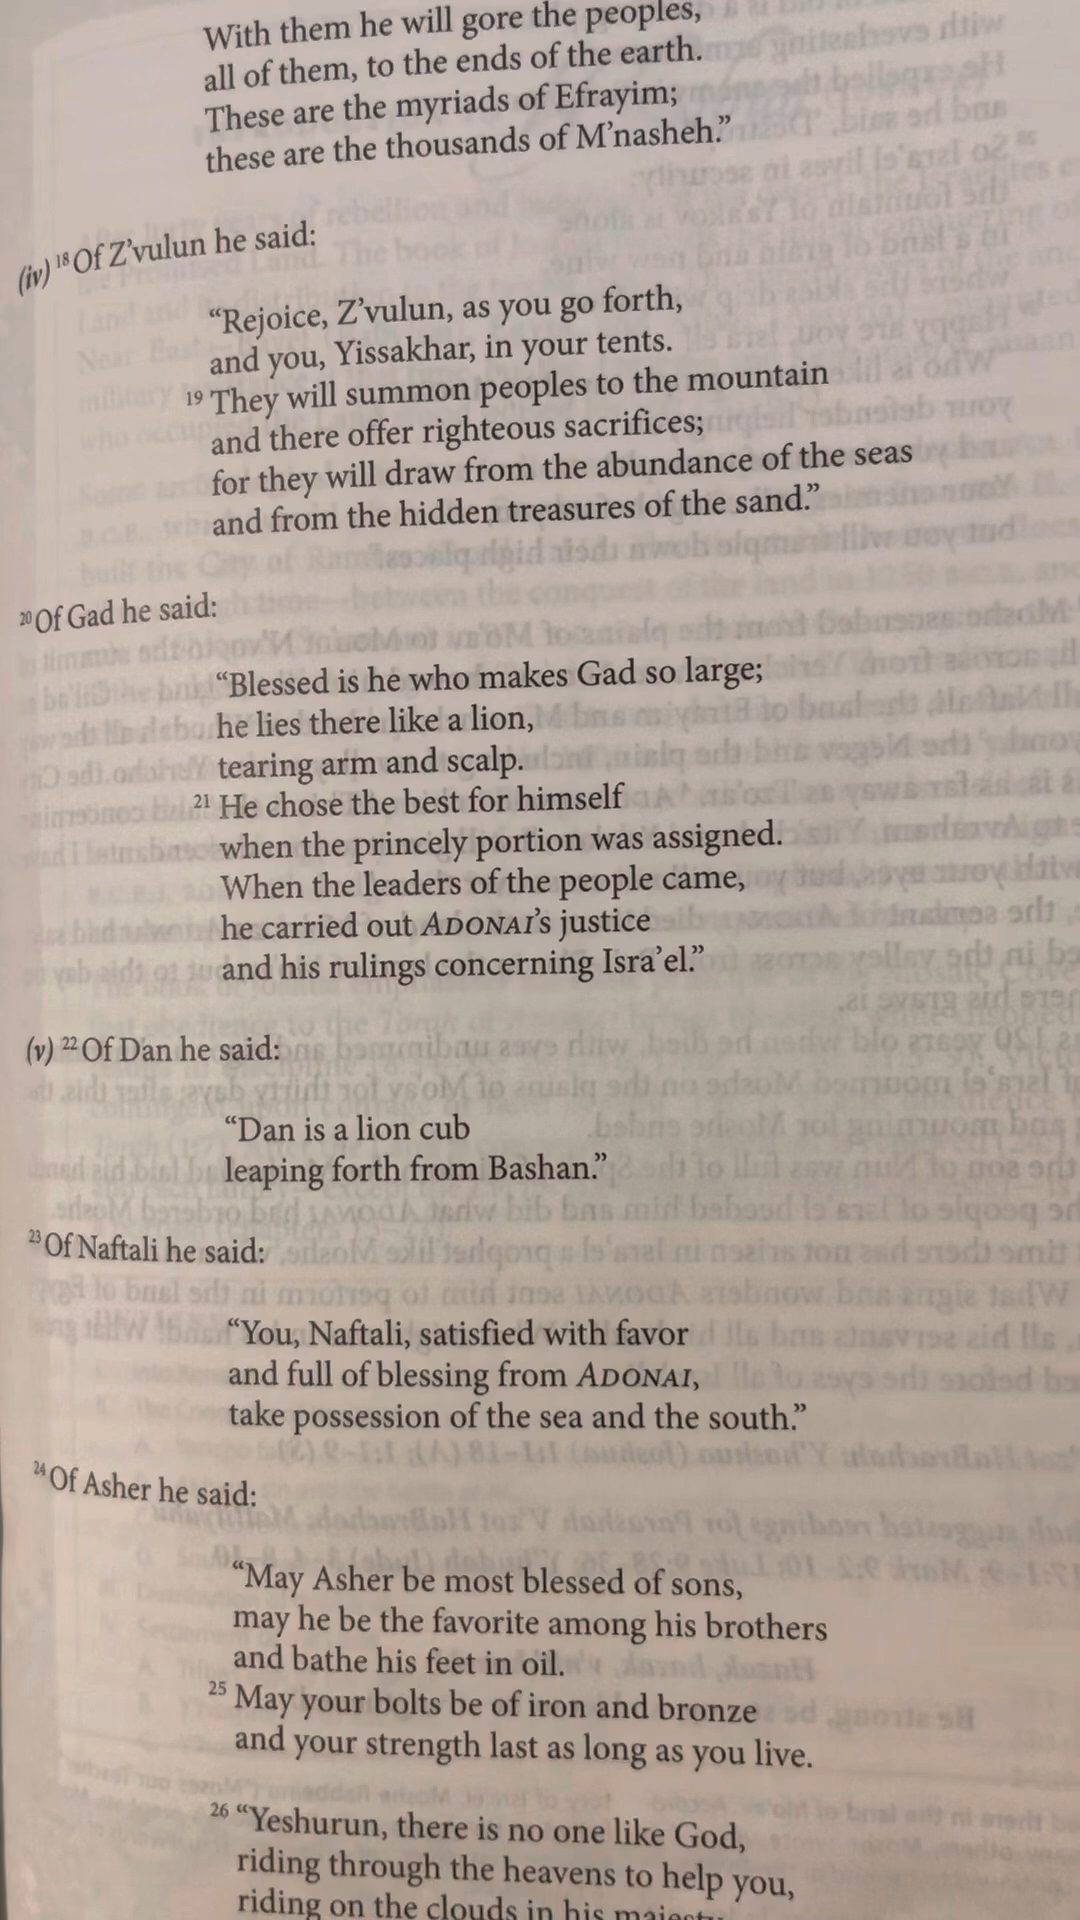 With them he will gore the peoples,
all of them, to the ends of the earth.
These are the myriads of Efrayim;
these are the thousands of M’nasheh.”
(iv) 18 Of Z’vulun he said:
“Rejoice, Z’vulun, as you go forth,
and you, Yissakhar, in your tents.
19 They will summon peoples to the mountain
and there offer righteous sacrifices;
for they will draw from the abundance of the seas
and from the hidden treasures of the sand.”
20 Of Gad he said:
“Blessed is he who makes Gad so large;
he lies there like a lion,
tearing arm and scalp.
21 He chose the best for himself
when the princely portion was assigned.
When the leaders of the people came,
he carried out ADONAI’s justice
and his rulings concerning Isra’el.”
(v) 22 Of Dan he said:
“Dan is a lion cub
leaping forth from Bashan.”
23 Of Naftali he said:
“You, Naftali, satisfied with favor
and full of blessing from ADONAI,
take possession of the sea and the south.”
24 Of Asher he said:
“May Asher be most blessed of sons,
may he be the favorite among his brothers
and bathe his feet in oil.
25 May your bolts be of iron and bronze
and your strength last as long as you live.
26 “Yeshurun, there is no one like God,
riding through the heavens to help you,
riding on the clouds in his majesty.